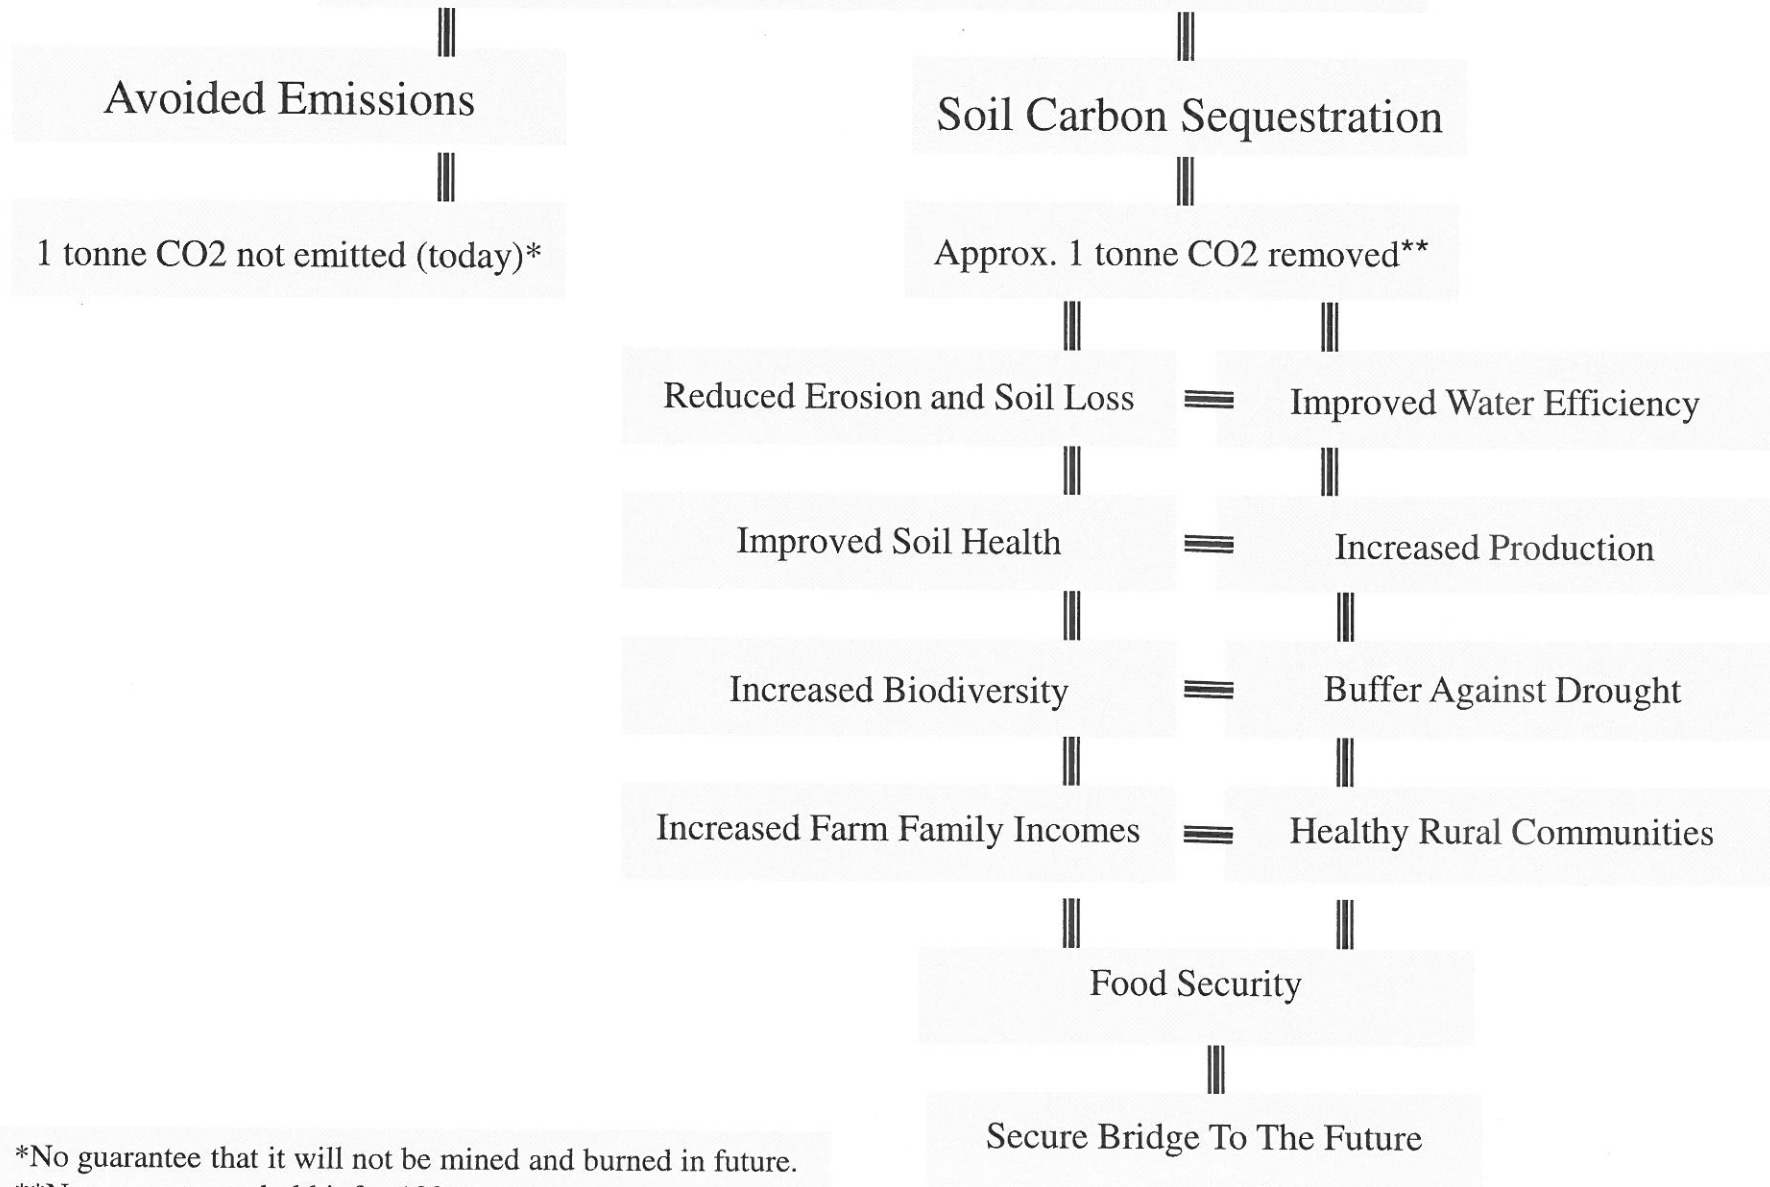 Avoided Emissions
Soil Carbon Sequestration
1 tonne CO2 not emitted (today)*
Approx. 1 tonne CO2 removed**
Reduced Erosion and Soil Loss
Improved Water Efficiency
Improved Soil Health
Increased Production
Increased Biodiversity
Buffer Against Drought
Increased Farm Family Incomes
Healthy Rural Communities
Food Security
Secure Bridge To The Future
*No guarantee that it will not be mined and burned in future.